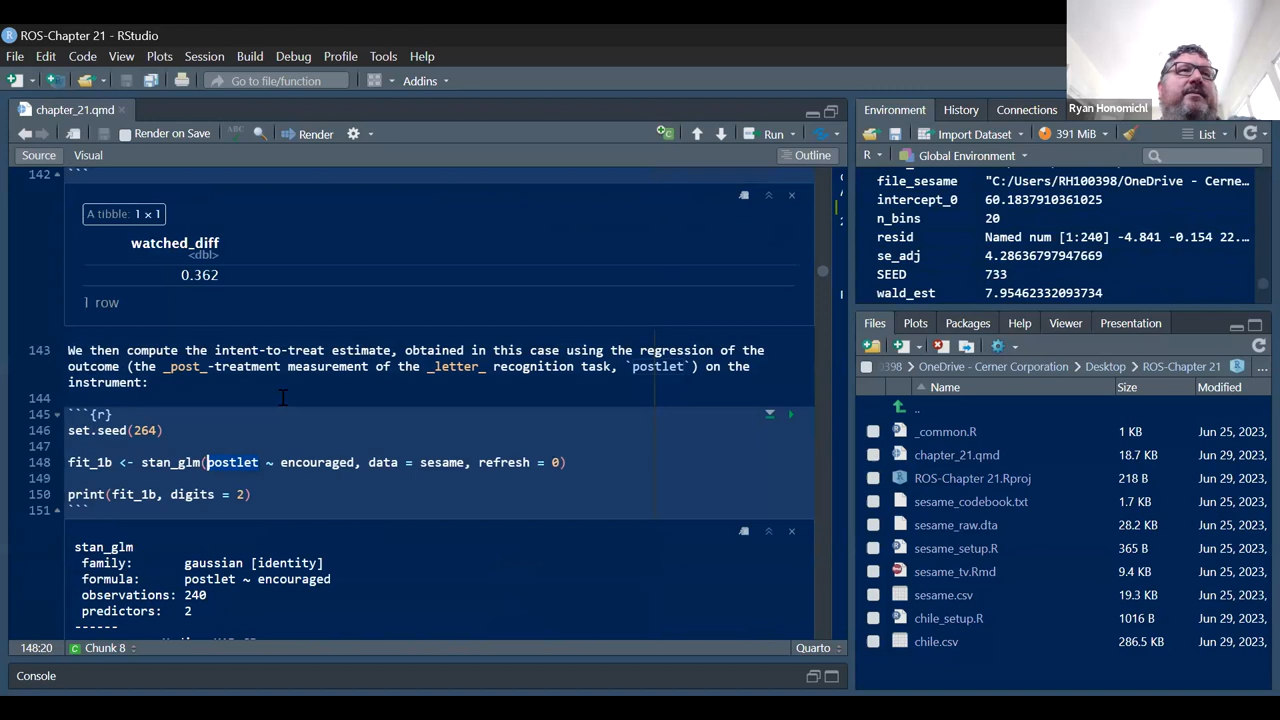 ROS-Chapter 21 - RStudio
File Edit Code View Plots Session Build Debug Profile Tools Help
Go to file/function
Addins
Ryan Honomichl
chapter_21.qmd
Render on Save
ABC
Render
Run
Source Visual
Outline
142 ```
A tibble: 1 × 1
watched_diff
<dbl>
0.362
1 row
143 We then compute the intent-to-treat estimate, obtained in this case using the regression of the
outcome (the _post_-treatment measurement of the _letter_ recognition task, `postlet`) on the
instrument:
144
145 ```{r}
146 set.seed(264)
147
148 fit_1b <- stan_glm(postlet ~ encouraged, data = sesame, refresh = 0)
149
150 print(fit_1b, digits = 2)
151 ```
stan_glm
family: gaussian [identity]
formula: postlet ~ encouraged
observations: 240
predictors: 2
------
148:20 Chunk 8 Quarto
Console
Environment History Connections
Import Dataset 391 MiB List
R Global Environment
file_sesame "C:/Users/RH100398/OneDrive - Cerne…
intercept_0 60.1837910361025
n_bins 20
resid Named num [1:240] -4.841 -0.154 22.…
se_adj 4.28636797947669
SEED 733
wald_est 7.95462332093734
Files Plots Packages Help Viewer Presentation
0398 OneDrive - Cerner Corporation Desktop ROS-Chapter 21 ...
Name Size Modified
..
_common.R 1 KB Jun 25, 2023,
chapter_21.qmd 18.7 KB Jun 29, 2023,
ROS-Chapter 21.Rproj 218 B Jun 29, 2023,
sesame_codebook.txt 1.7 KB Jun 25, 2023,
sesame_raw.dta 28.2 KB Jun 25, 2023,
sesame_setup.R 365 B Jun 25, 2023,
sesame_tv.Rmd 9.4 KB Jun 25, 2023,
sesame.csv 19.3 KB Jun 25, 2023,
chile_setup.R 1016 B Jun 29, 2023,
chile.csv 286.5 KB Jun 29, 2023,